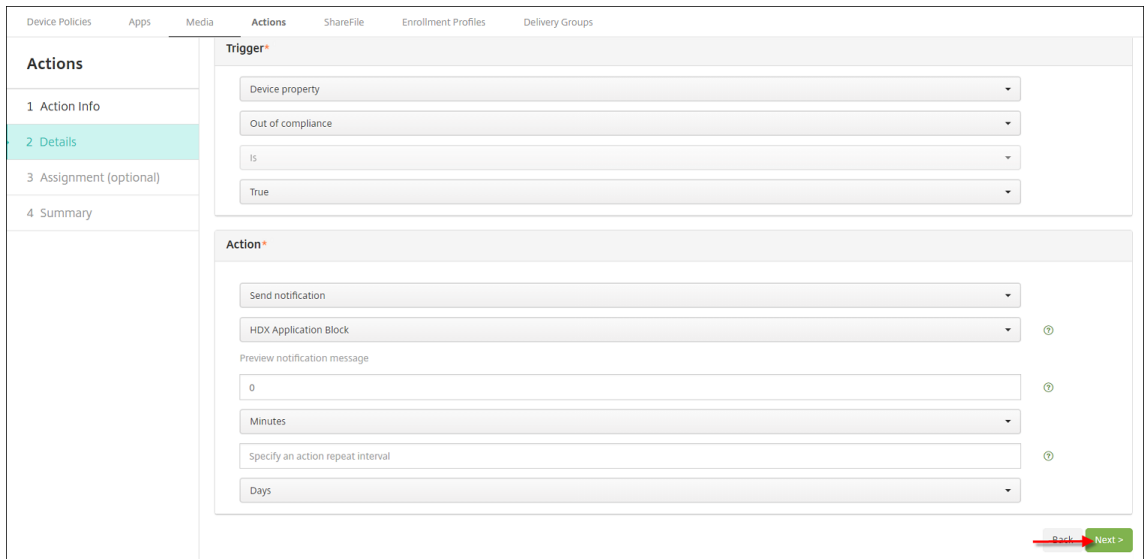 Device Policies Apps Media Actions ShareFile Enrollment Profiles Delivery Groups
Actions
1 Action Info
2 Details
3 Assignment (optional)
4 Summary
Trigger*
Device property
Out of compliance
Is
True
Action*
Send notification
HDX Application Block
Preview notification message
0
Minutes
Specify an action repeat interval
Days
Back Next >